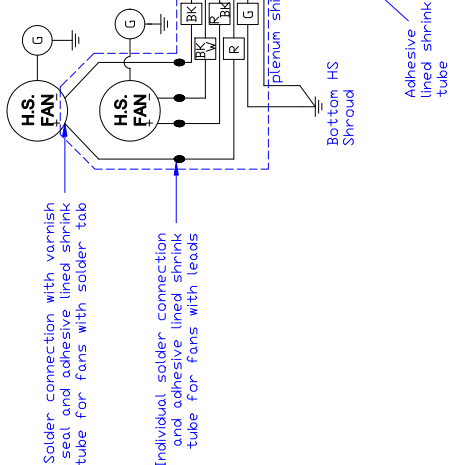 G
G
H.S.
FAN
+
-
H.S.
FAN
+
-
BK
R
BK
G
BK
W
R
plenum shi
Bottom HS
Shroud
Adhesive
lined shrink
tube
Solder connection with varnish
seal and adhesive lined shrink
tube for fans with solder tab
Individual solder connection
and adhesive lined shrink
tube for fans with leads